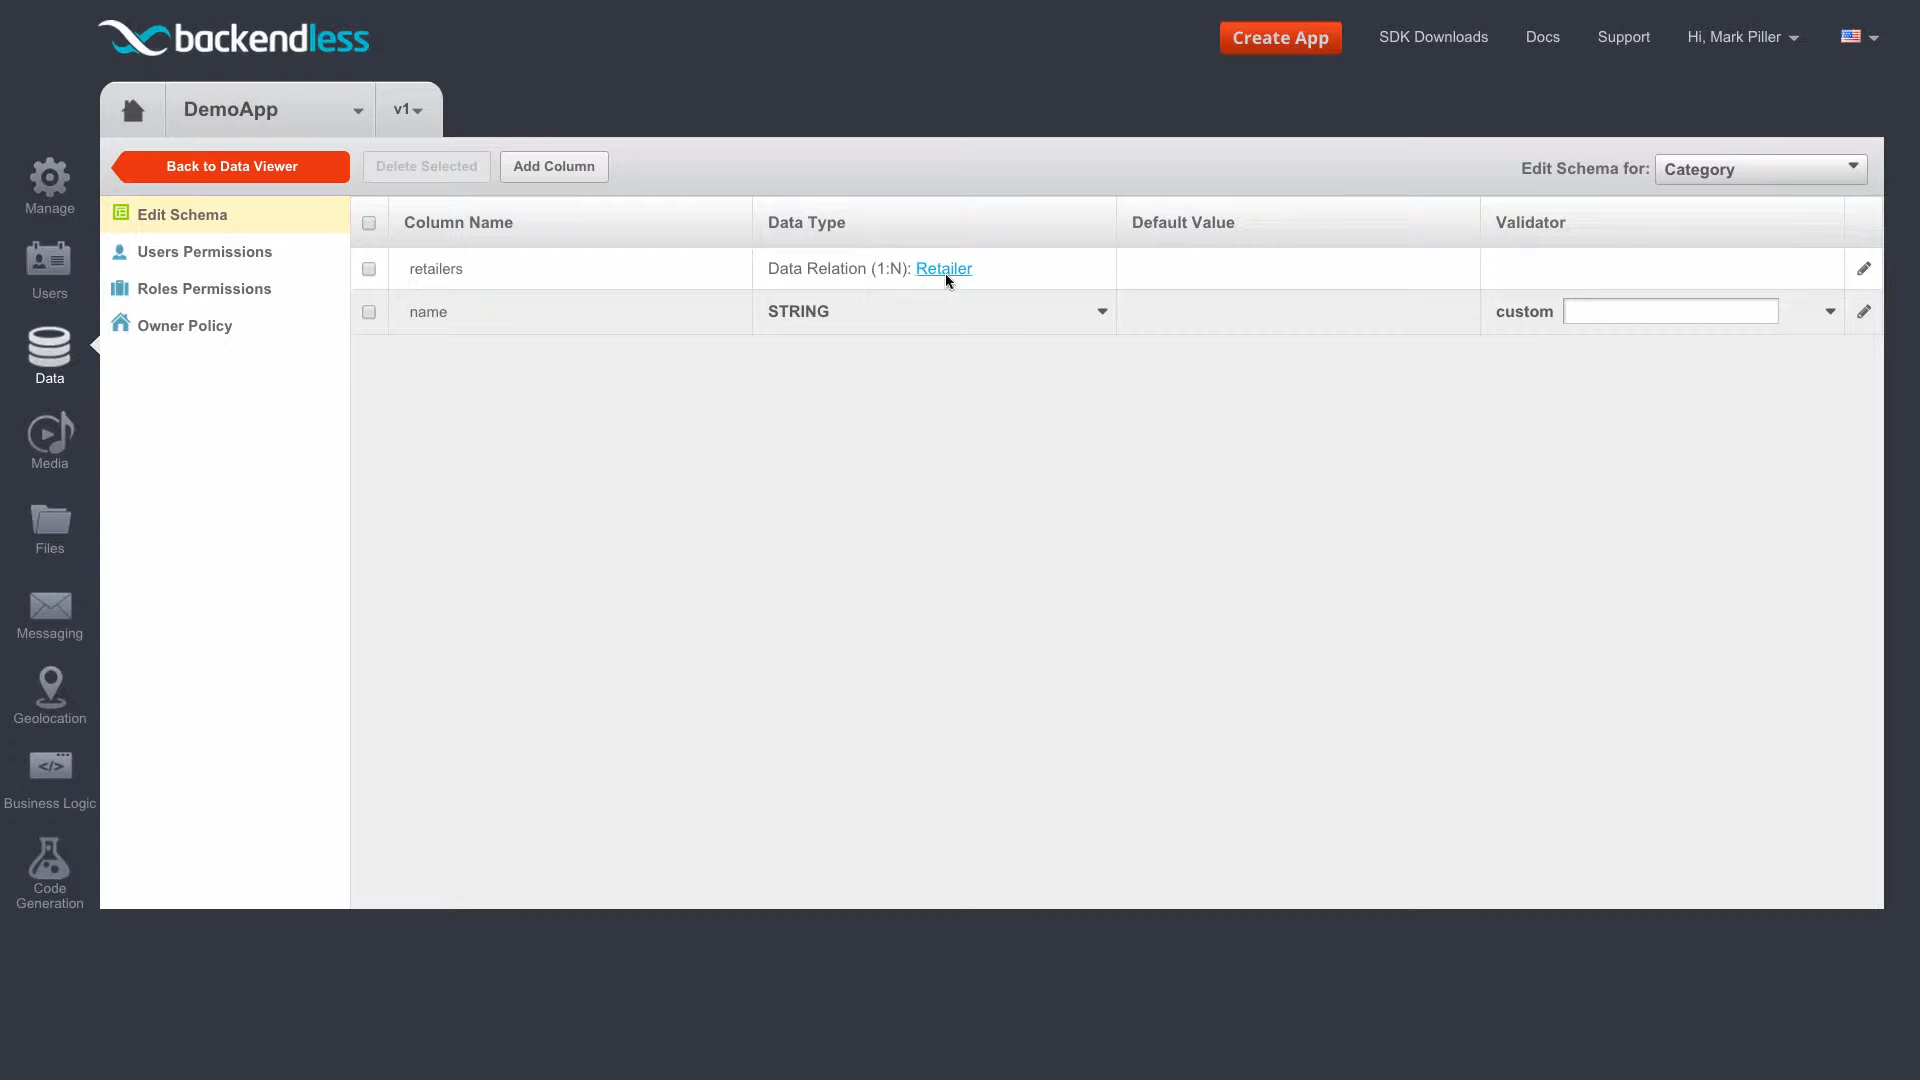 backendless
Create App SDK Downloads Docs Support Hi, Mark Piller
DemoApp v1
Back to Data Viewer Delete Selected Add Column Edit Schema for: Category
Manage
Users
Data
Media
Files
Messaging
Geolocation
</>
Business Logic
Code
Generation
Edit Schema
Users Permissions
Roles Permissions
Owner Policy
Column Name Data Type Default Value Validator
retailers Data Relation (1:N): Retailer
name STRING custom